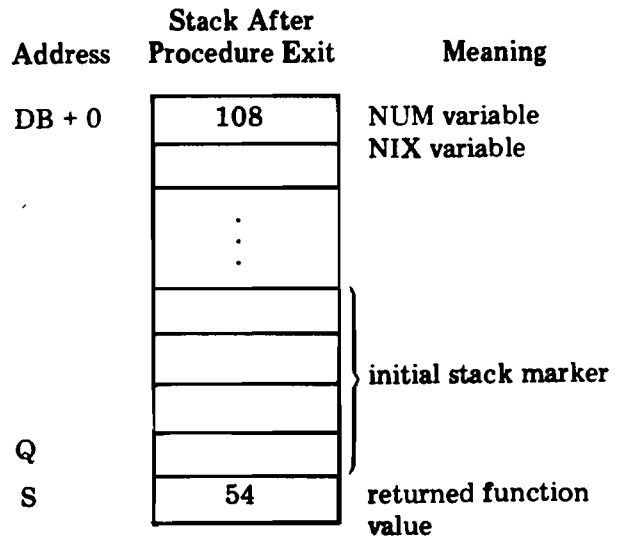 Stack After
Address Procedure Exit Meaning
DB + 0 108 NUM variable
NIX variable
initial stack marker
Q
S 54 returned function
value